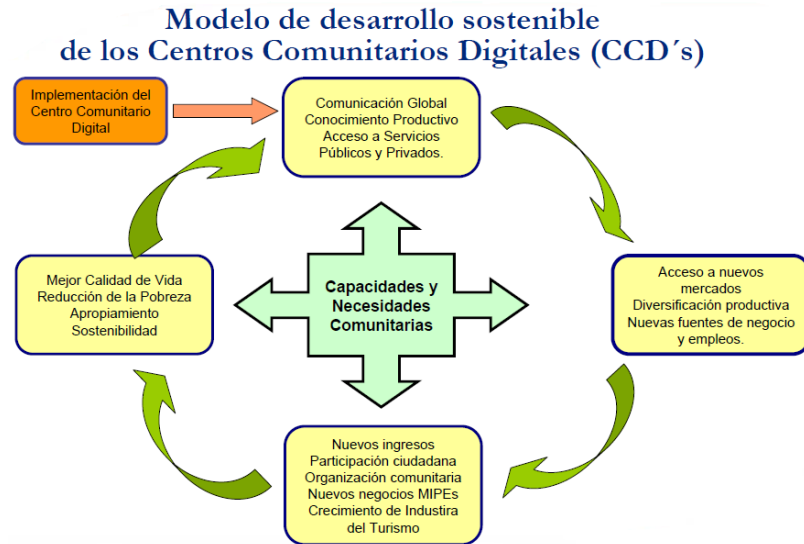 Modelo de desarrollo sostenible
de los Centros Comunitarios Digitales (CCD´s)
Implementación del
Centro Comunitario
Digital
Comunicación Global
Conocimiento Productivo
Acceso a Servicios
Públicos y Privados.
Mejor Calidad de Vida
Reducción de la Pobreza
Apropiamiento
Sostenibilidad
Capacidades y
Necesidades
Comunitarias
Acceso a nuevos
mercados
Diversificación productiva
Nuevas fuentes de negocio
y empleos.
Nuevos ingresos
Participación ciudadana
Organización comunitaria
Nuevos negocios MIPEs
Crecimiento de Industira
del Turismo